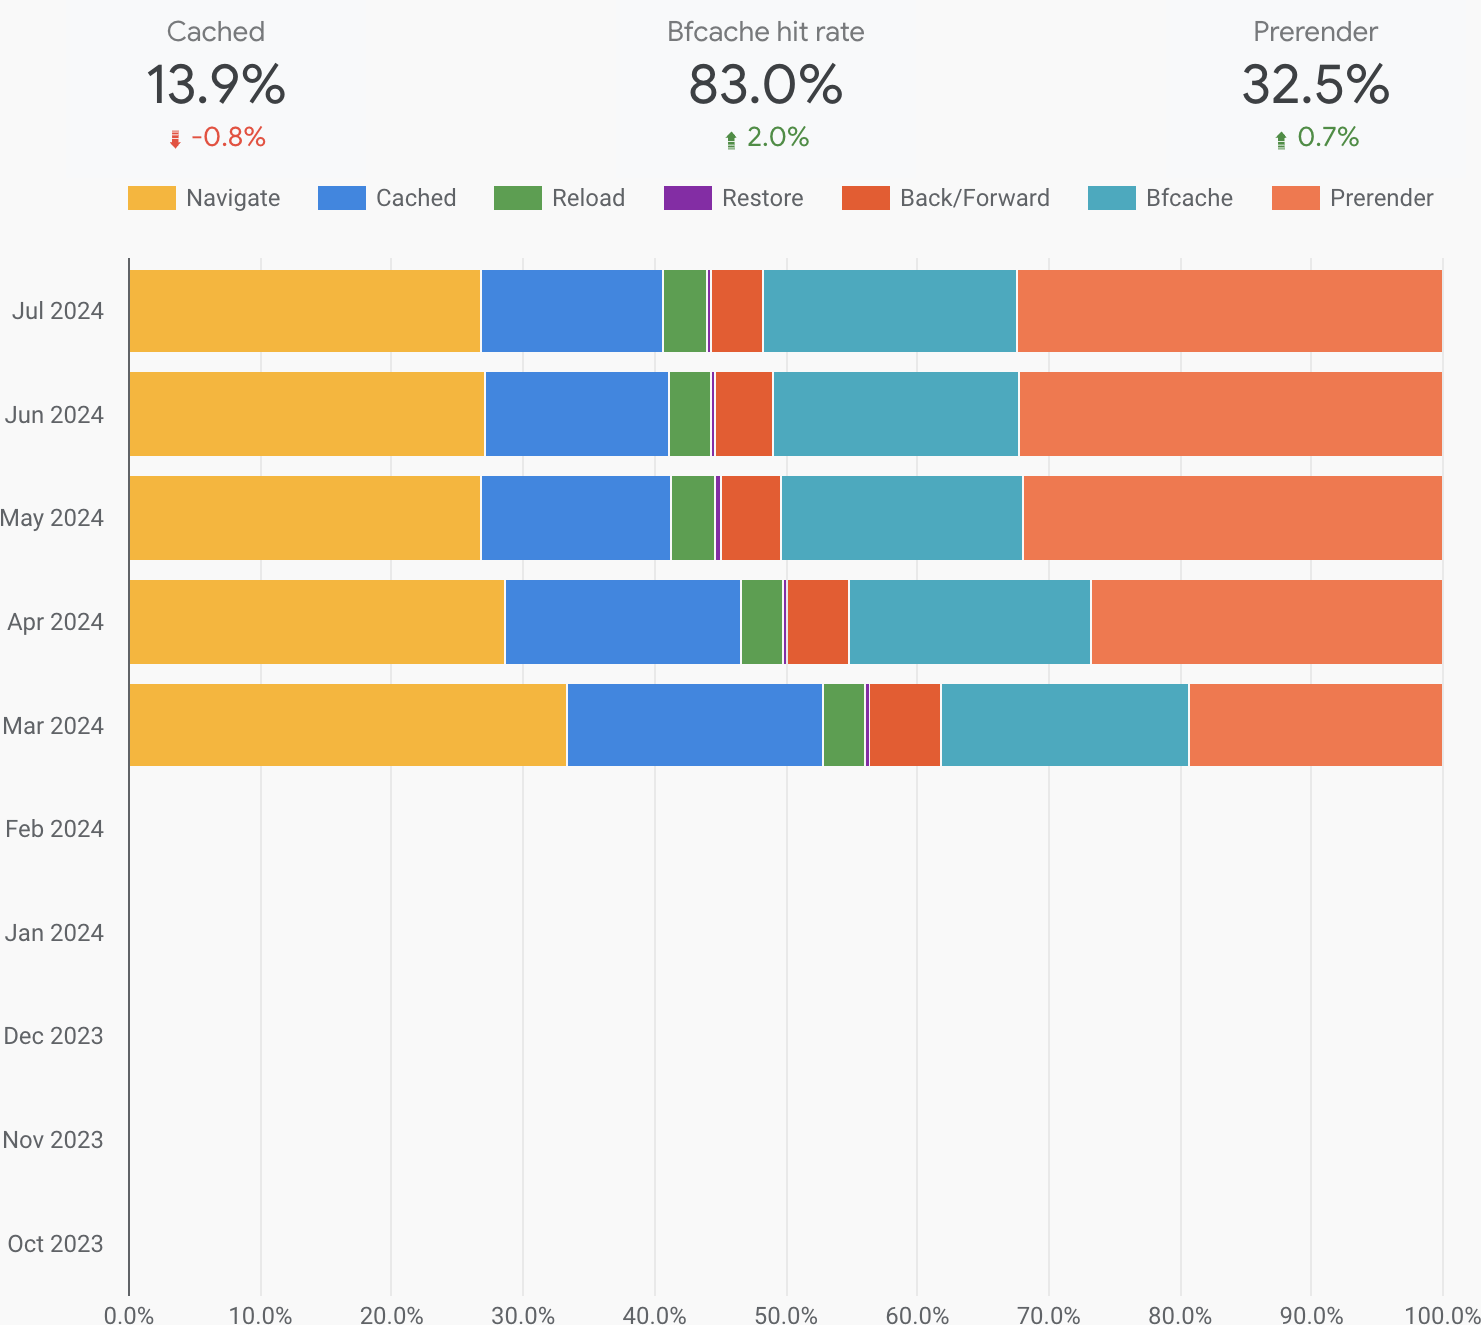 Cached
13.9%
-0.8%
Bfcache hit rate
83.0%
2.0%
Prerender
32.5%
0.7%
Navigate Cached Reload Restore Back/Forward Bfcache Prerender
Jul 2024
Jun 2024
May 2024
Apr 2024
Mar 2024
Feb 2024
Jan 2024
Dec 2023
Nov 2023
Oct 2023
0.0% 10.0% 20.0% 30.0% 40.0% 50.0% 60.0% 70.0% 80.0% 90.0% 100.0%